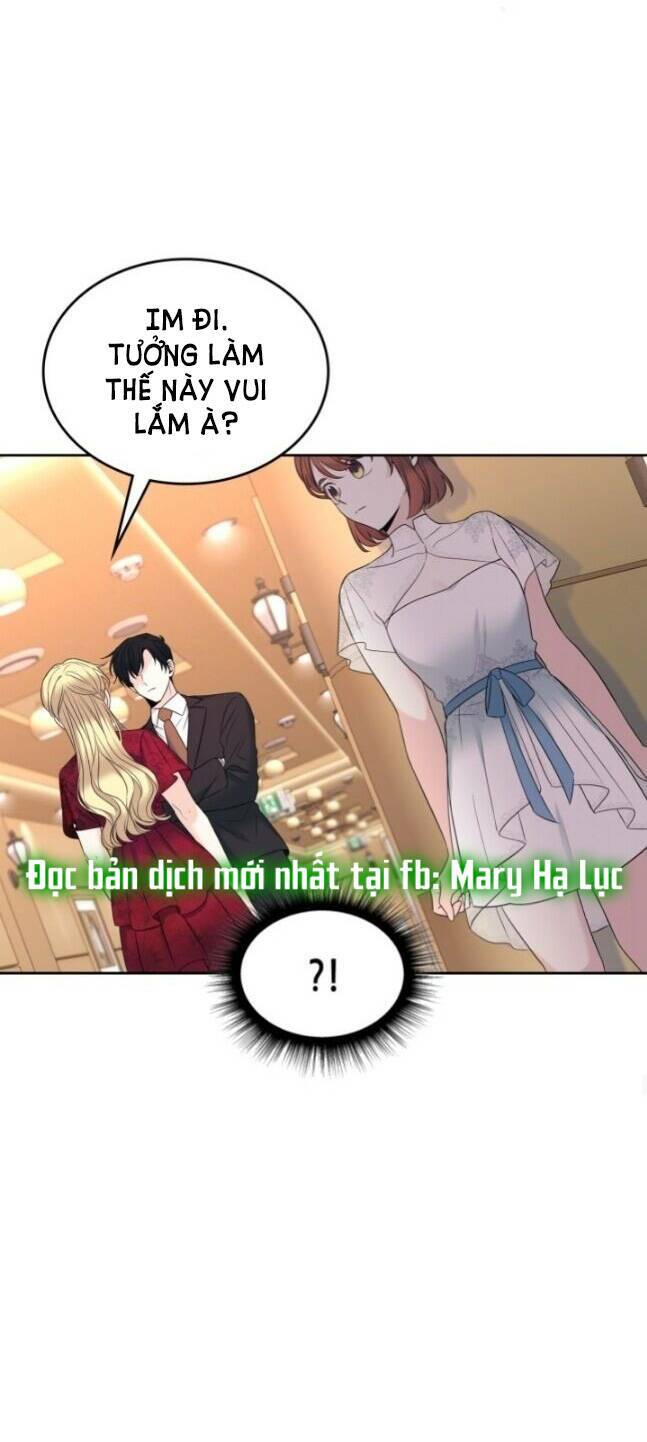 IM ĐI.
TƯỞNG LÀM
THẾ NÀY VUI
LẮM À?
Đọc bản dịch mới nhất tại fb: Mary Hạ Lục
?!